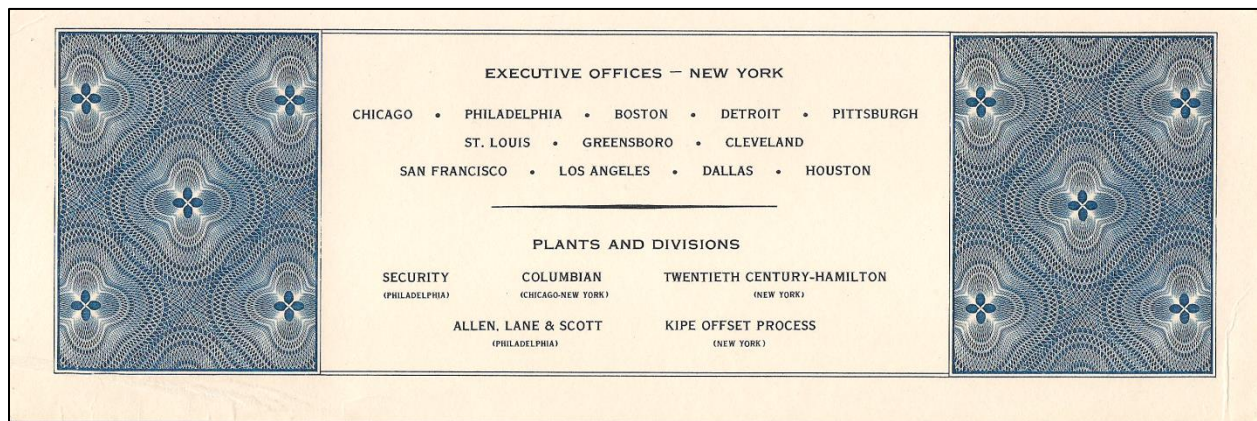 EXECUTIVE OFFICES — NEW YORK
CHICAGO • PHILADELPHIA • BOSTON • DETROIT • PITTSBURGH
ST. LOUIS • GREENSBORO • CLEVELAND
SAN FRANCISCO • LOS ANGELES • DALLAS • HOUSTON
PLANTS AND DIVISIONS
SECURITY COLUMBIAN TWENTIETH CENTURY-HAMILTON
(PHILADELPHIA) (CHICAGO-NEW YORK) (NEW YORK)
ALLEN, LANE & SCOTT KIPE OFFSET PROCESS
(PHILADELPHIA) (NEW YORK)